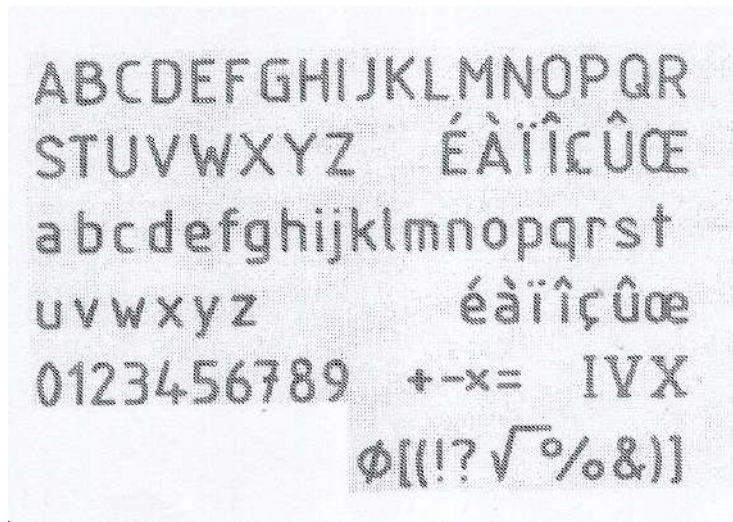 ABCDEFGHIJKLMNOPQR
STUVWXYZ ÉÀÏÎÇÛŒ
abcdefghijklmnopqrst
uvwxyz éàïîçûœ
0123456789 +-×= IVX
Ø[(!?√%&)]